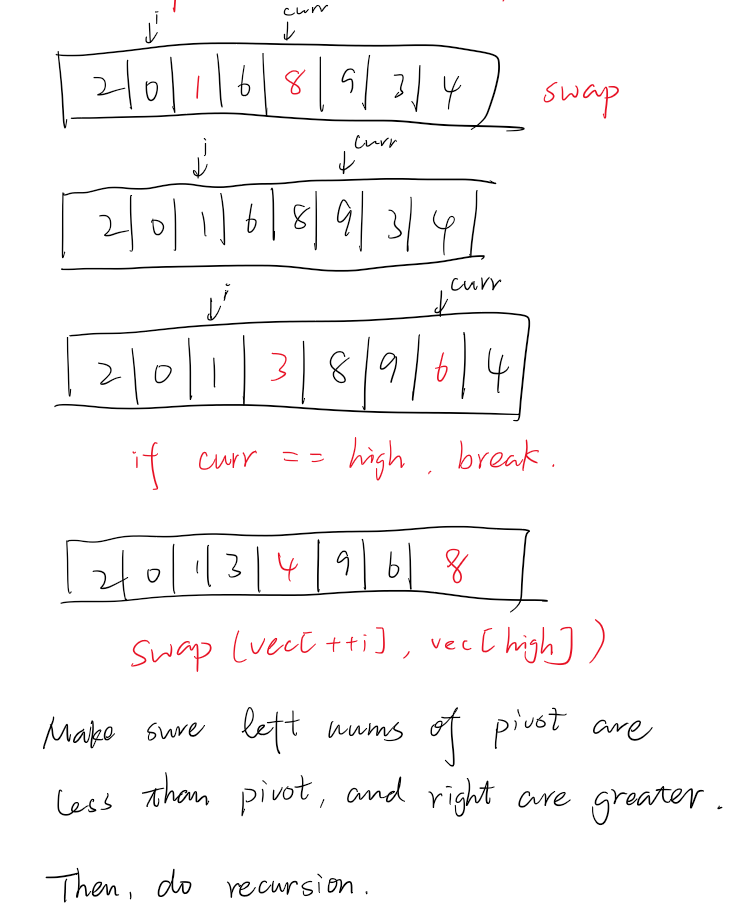 i curr
2 0 1 6 8 9 3 4 swap
i curr
2 0 1 6 8 9 3 4
i curr
2 0 1 3 8 9 6 4
if curr == high, break.
2 0 1 3 4 9 6 8
swap (vec[++i], vec[high])
Make sure left nums of pivot are
less than pivot, and right are greater.
Then, do recursion.